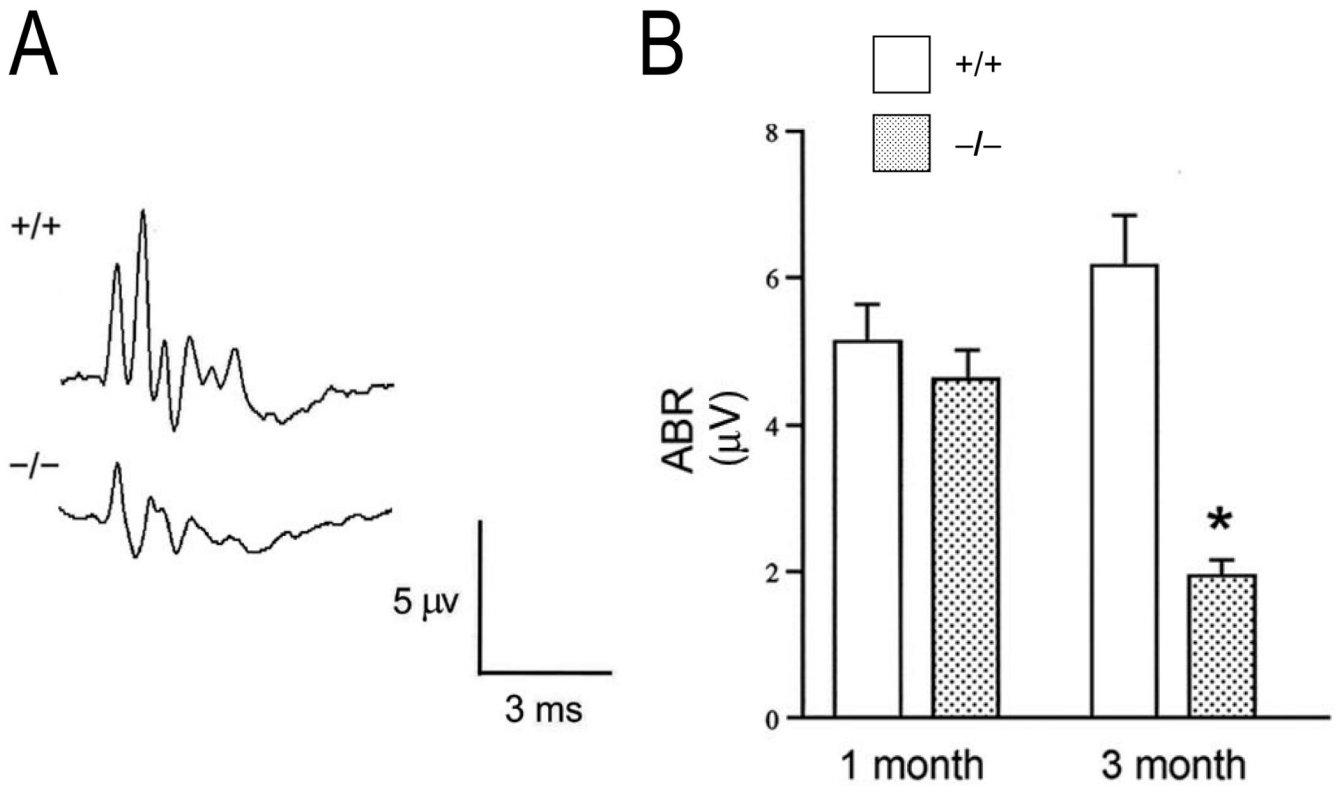 A
+/+
–/–
5 μv
3 ms
B
+/+
–/–
8
6
4
2
0
ABR
(μV)
*
1 month
3 month